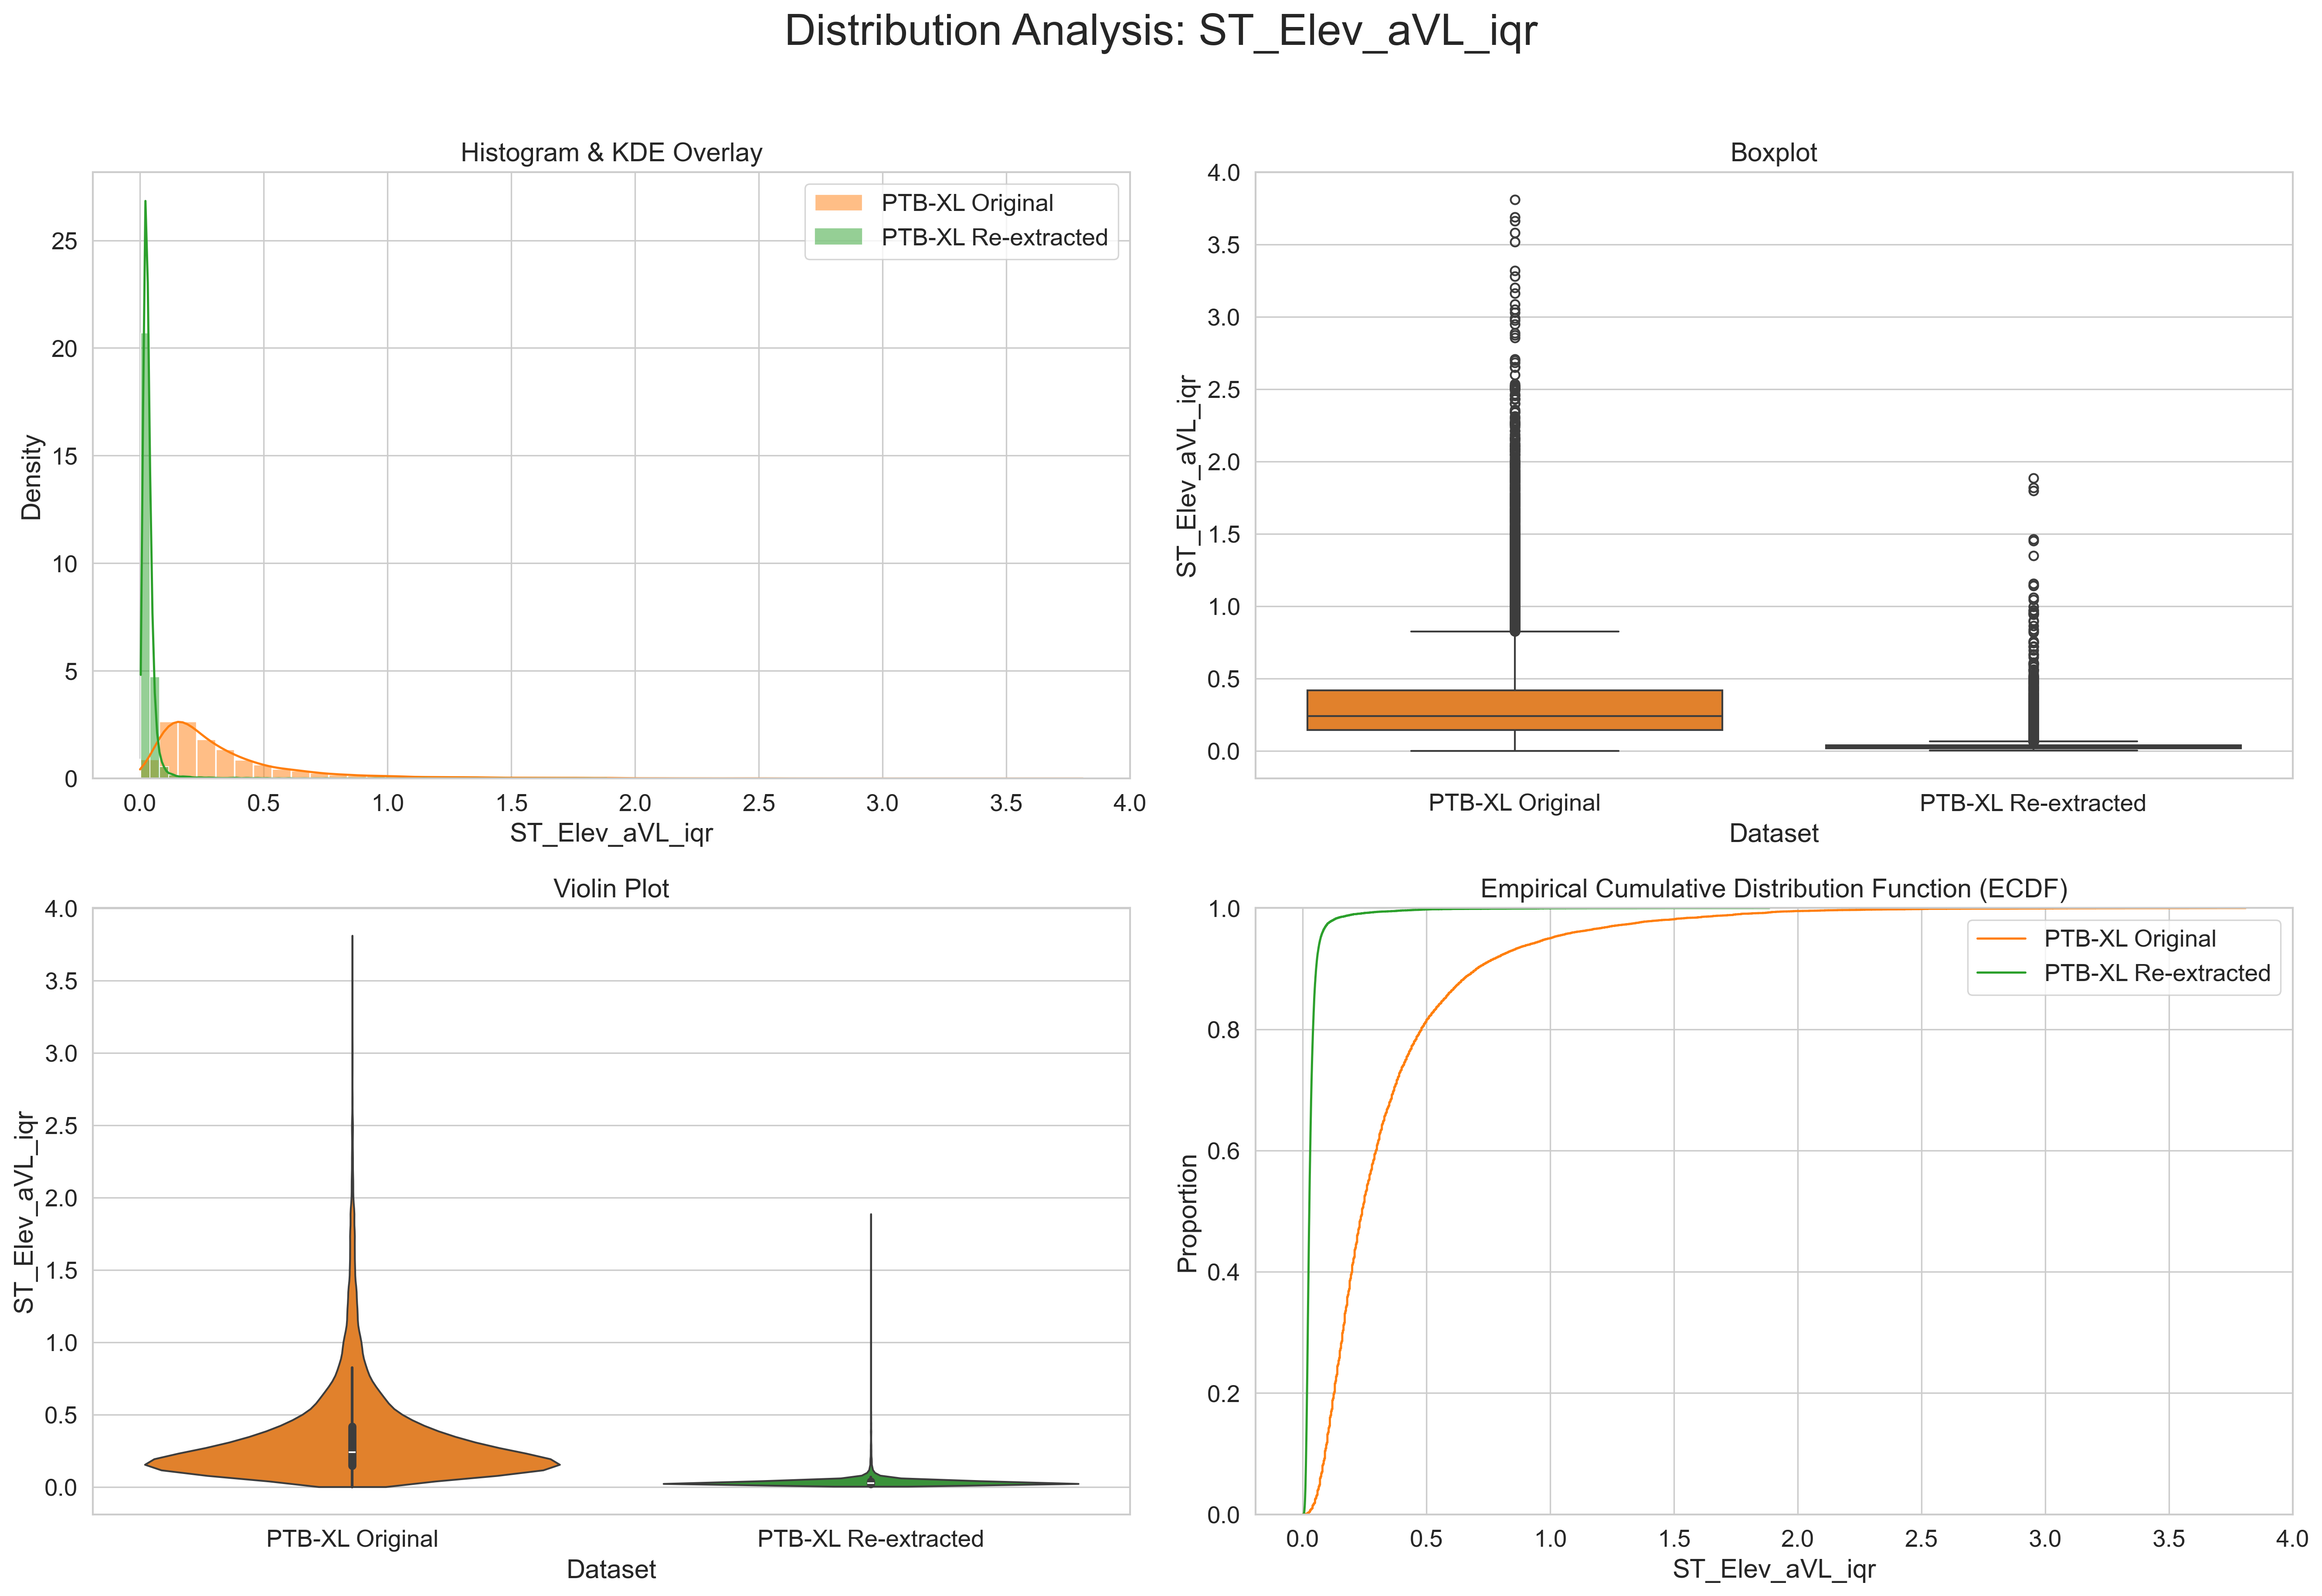 Distribution Analysis: ST_Elev_aVL_iqr
Histogram & KDE Overlay
PTB-XL Original
PTB-XL Re-extracted
Density
25
20
15
10
5
0
0.0 0.5 1.0 1.5 2.0 2.5 3.0 3.5 4.0
ST_Elev_aVL_iqr
Boxplot
ST_Elev_aVL_iqr
4.0
3.5
3.0
2.5
2.0
1.5
1.0
0.5
0.0
PTB-XL Original PTB-XL Re-extracted
Dataset
Violin Plot
ST_Elev_aVL_iqr
4.0
3.5
3.0
2.5
2.0
1.5
1.0
0.5
0.0
PTB-XL Original PTB-XL Re-extracted
Dataset
Empirical Cumulative Distribution Function (ECDF)
PTB-XL Original
PTB-XL Re-extracted
Proportion
1.0
0.8
0.6
0.4
0.2
0.0
0.0 0.5 1.0 1.5 2.0 2.5 3.0 3.5 4.0
ST_Elev_aVL_iqr